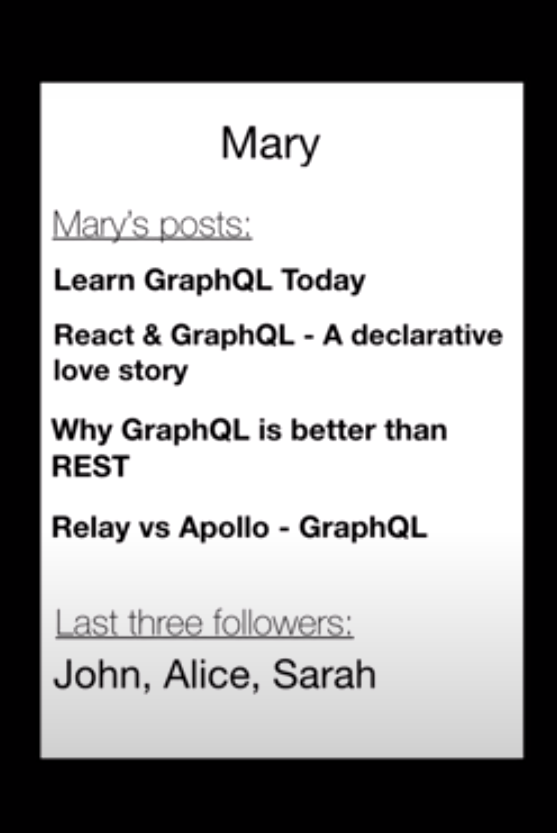 Mary
Mary's posts:
Learn GraphQL Today
React & GraphQL - A declarative
love story
Why GraphQL is better than
REST
Relay vs Apollo - GraphQL
Last three followers:
John, Alice, Sarah